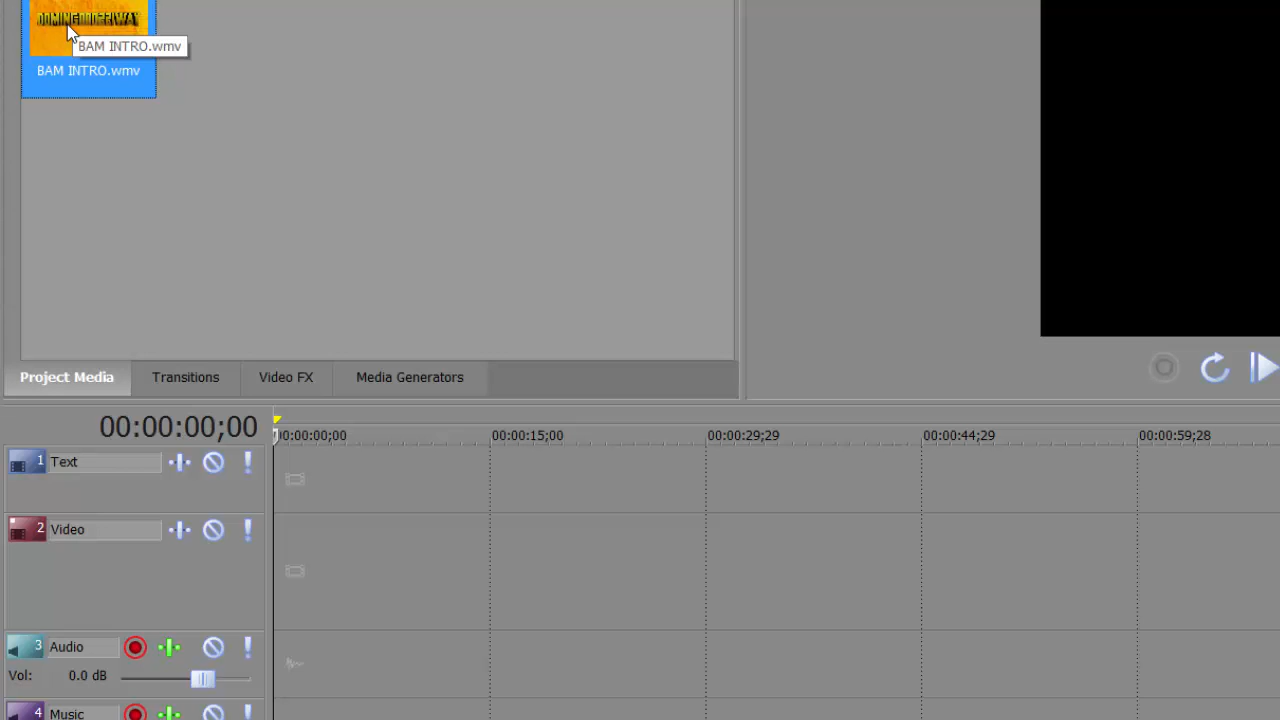 BAM INTRO.wmv
BAM INTRO.wmv
Project Media
Transitions
Video FX
Media Generators
00:00:00;00
00:00:00;00
00:00:15;00
00:00:29;29
00:00:44;29
00:00:59;28
1 Text
2 Video
3 Audio
Vol: 0.0 dB
4 Music